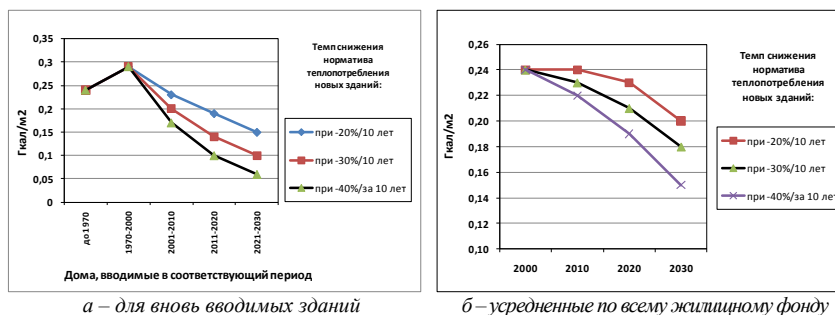 0,35
0,3
0,25
0,2
0,15
0,1
0,05
0
Гкал/м2
до 1970
1970-2000
2001-2010
2011-2020
2021-2030
Дома, вводимые в соответствующий период
Темп снижения
норматива
теплопотребления
новых зданий:
при -20%/10 лет
при -30%/10 лет
при -40%/за 10 лет
а – для вновь вводимых зданий
0,26
0,24
0,22
0,20
0,18
0,16
0,14
0,12
0,10
Гкал/м2
2000
2010
2020
2030
Темп снижения
норматива
теплопотребления
новых зданий:
при -20%/10 лет
при -30%/10 лет
при -40%/за 10 лет
б – усредненные по всему жилищному фонду